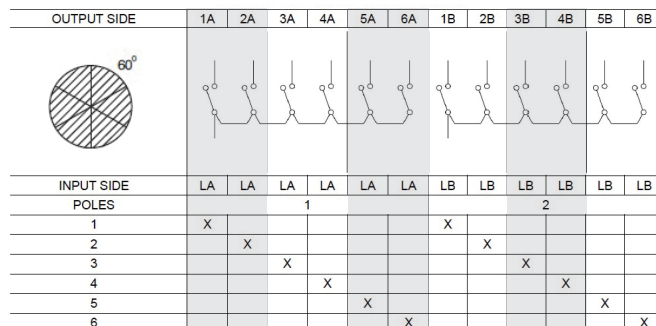 OUTPUT SIDE 1A 2A 3A 4A 5A 6A 1B 2B 3B 4B 5B 6B
60°
INPUT SIDE LA LA LA LA LA LA LB LB LB LB LB LB
POLES 1 2
1 X X
2 X X
3 X X
4 X X
5 X X
6 X X